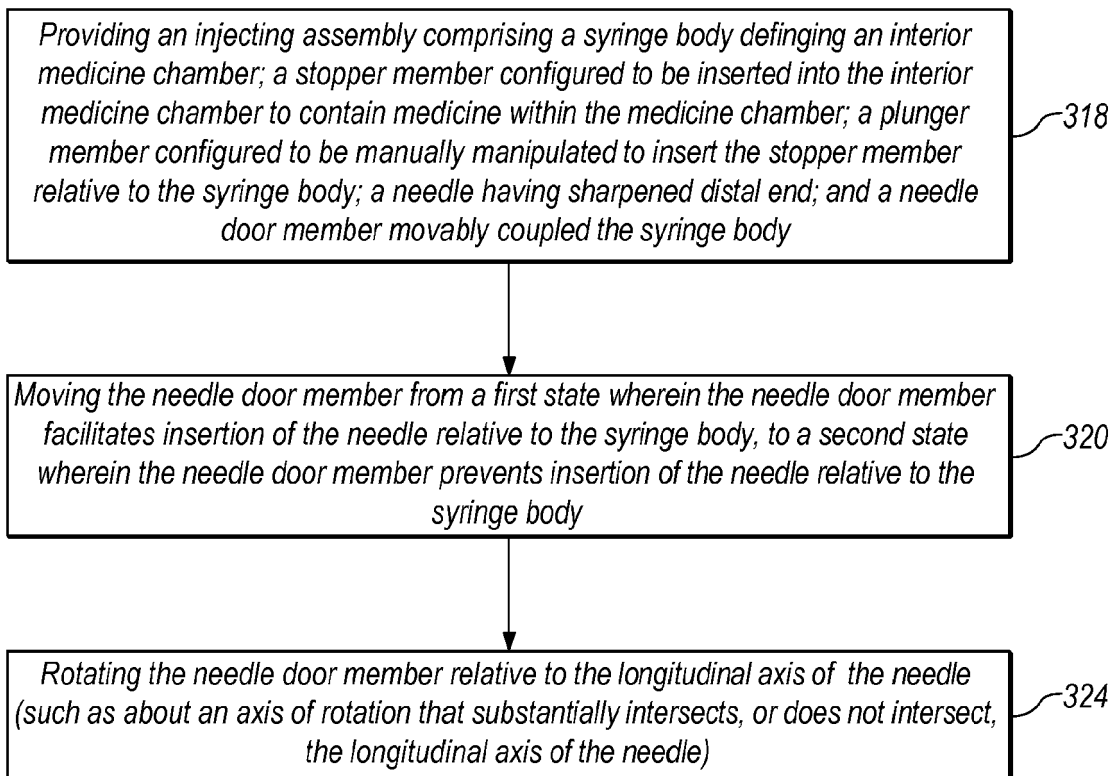 Providing an injecting assembly comprising a syringe body definging an interior
medicine chamber; a stopper member configured to be inserted into the interior
medicine chamber to contain medicine within the medicine chamber; a plunger
member configured to be manually manipulated to insert the stopper member
relative to the syringe body; a needle having sharpened distal end; and a needle
door member movably coupled the syringe body
318
Moving the needle door member from a first state wherein the needle door member
facilitates insertion of the needle relative to the syringe body, to a second state
wherein the needle door member prevents insertion of the needle relative to the
syringe body
320
Rotating the needle door member relative to the longitudinal axis of the needle
(such as about an axis of rotation that substantially intersects, or does not intersect,
the longitudinal axis of the needle)
324